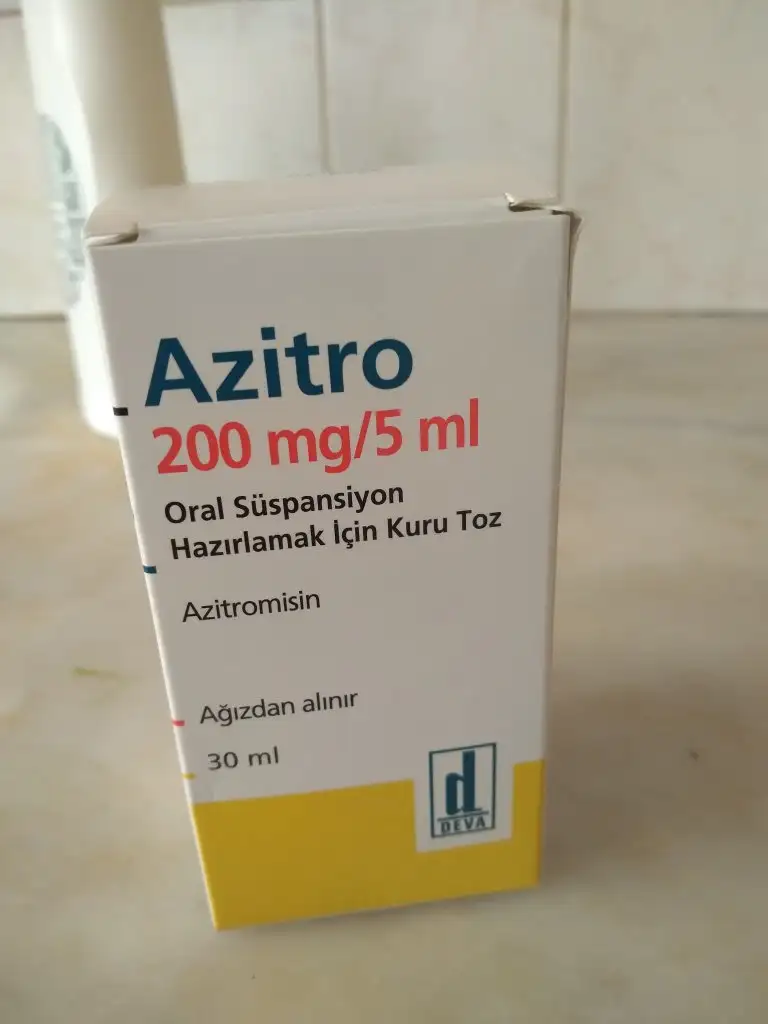 Azitro
200 mg/5 ml
Oral Süspansiyon
Hazırlamak İçin Kuru Toz
Azitromisin
Ağızdan alınır
30 ml
d
DEVA